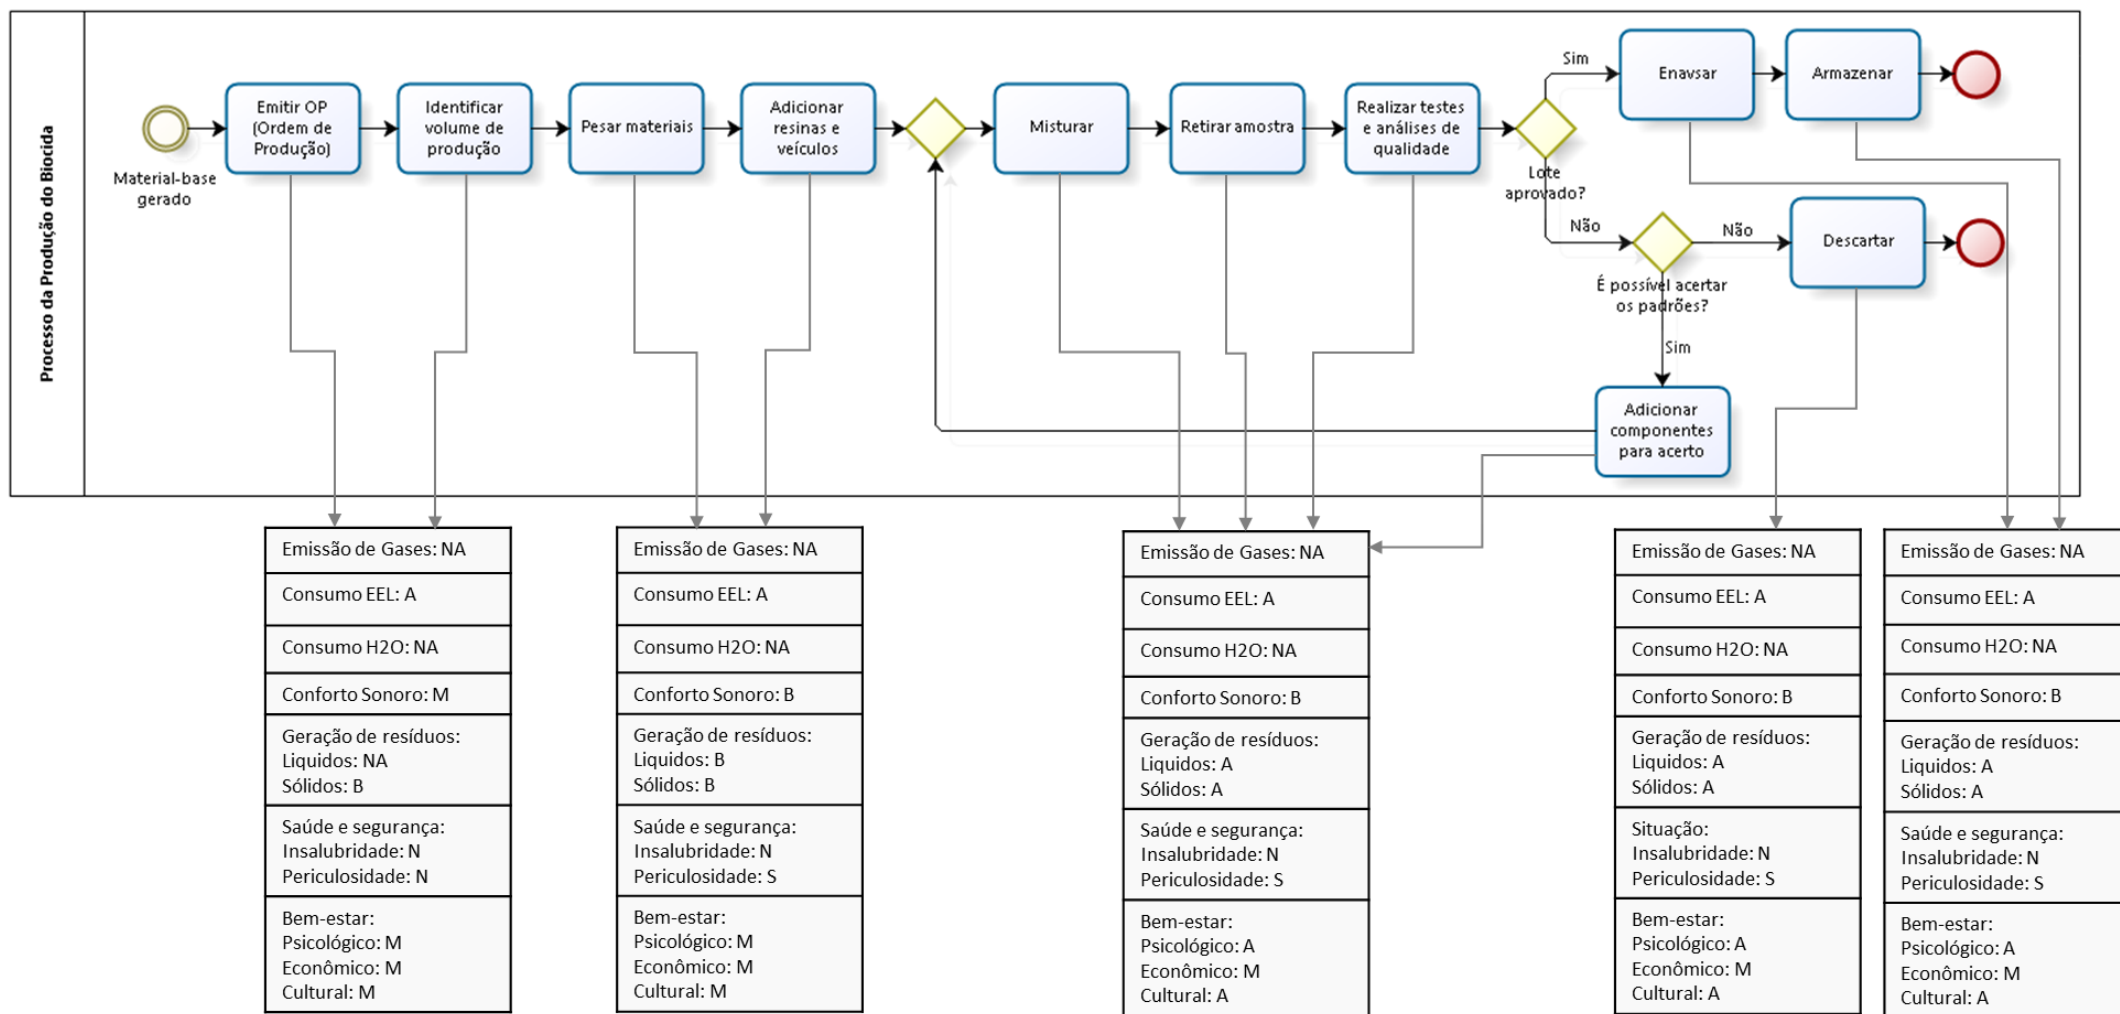 Processo da Produção do Biocida
Material-base
gerado
Emitir OP
(Ordem de
Produção)
Identificar
volume de
produção
Pesar materiais
Adicionar
resinas e
veículos
Misturar
Retirar amostra
Realizar testes
e análises de
qualidade
Lote
aprovado?
Sim
Enavsar
Armazenar
Não
É possível acertar
os padrões?
Não
Descartar
Sim
Adicionar
componentes
para acerto
Emissão de Gases: NA
Consumo EEL: A
Consumo H2O: NA
Conforto Sonoro: M
Geração de resíduos:
Liquidos: NA
Sólidos: B
Saúde e segurança:
Insalubridade: N
Periculosidade: N
Bem-estar:
Psicológico: M
Econômico: M
Cultural: M
Emissão de Gases: NA
Consumo EEL: A
Consumo H2O: NA
Conforto Sonoro: B
Geração de resíduos:
Liquidos: B
Sólidos: B
Saúde e segurança:
Insalubridade: N
Periculosidade: S
Bem-estar:
Psicológico: M
Econômico: M
Cultural: M
Emissão de Gases: NA
Consumo EEL: A
Consumo H2O: NA
Conforto Sonoro: B
Geração de resíduos:
Liquidos: A
Sólidos: A
Saúde e segurança:
Insalubridade: N
Periculosidade: S
Bem-estar:
Psicológico: A
Econômico: M
Cultural: A
Emissão de Gases: NA
Consumo EEL: A
Consumo H2O: NA
Conforto Sonoro: B
Geração de resíduos:
Liquidos: A
Sólidos: A
Situação:
Insalubridade: N
Periculosidade: S
Bem-estar:
Psicológico: A
Econômico: M
Cultural: A
Emissão de Gases: NA
Consumo EEL: A
Consumo H2O: NA
Conforto Sonoro: B
Geração de resíduos:
Liquidos: A
Sólidos: A
Saúde e segurança:
Insalubridade: N
Periculosidade: S
Bem-estar:
Psicológico: A
Econômico: M
Cultural: A